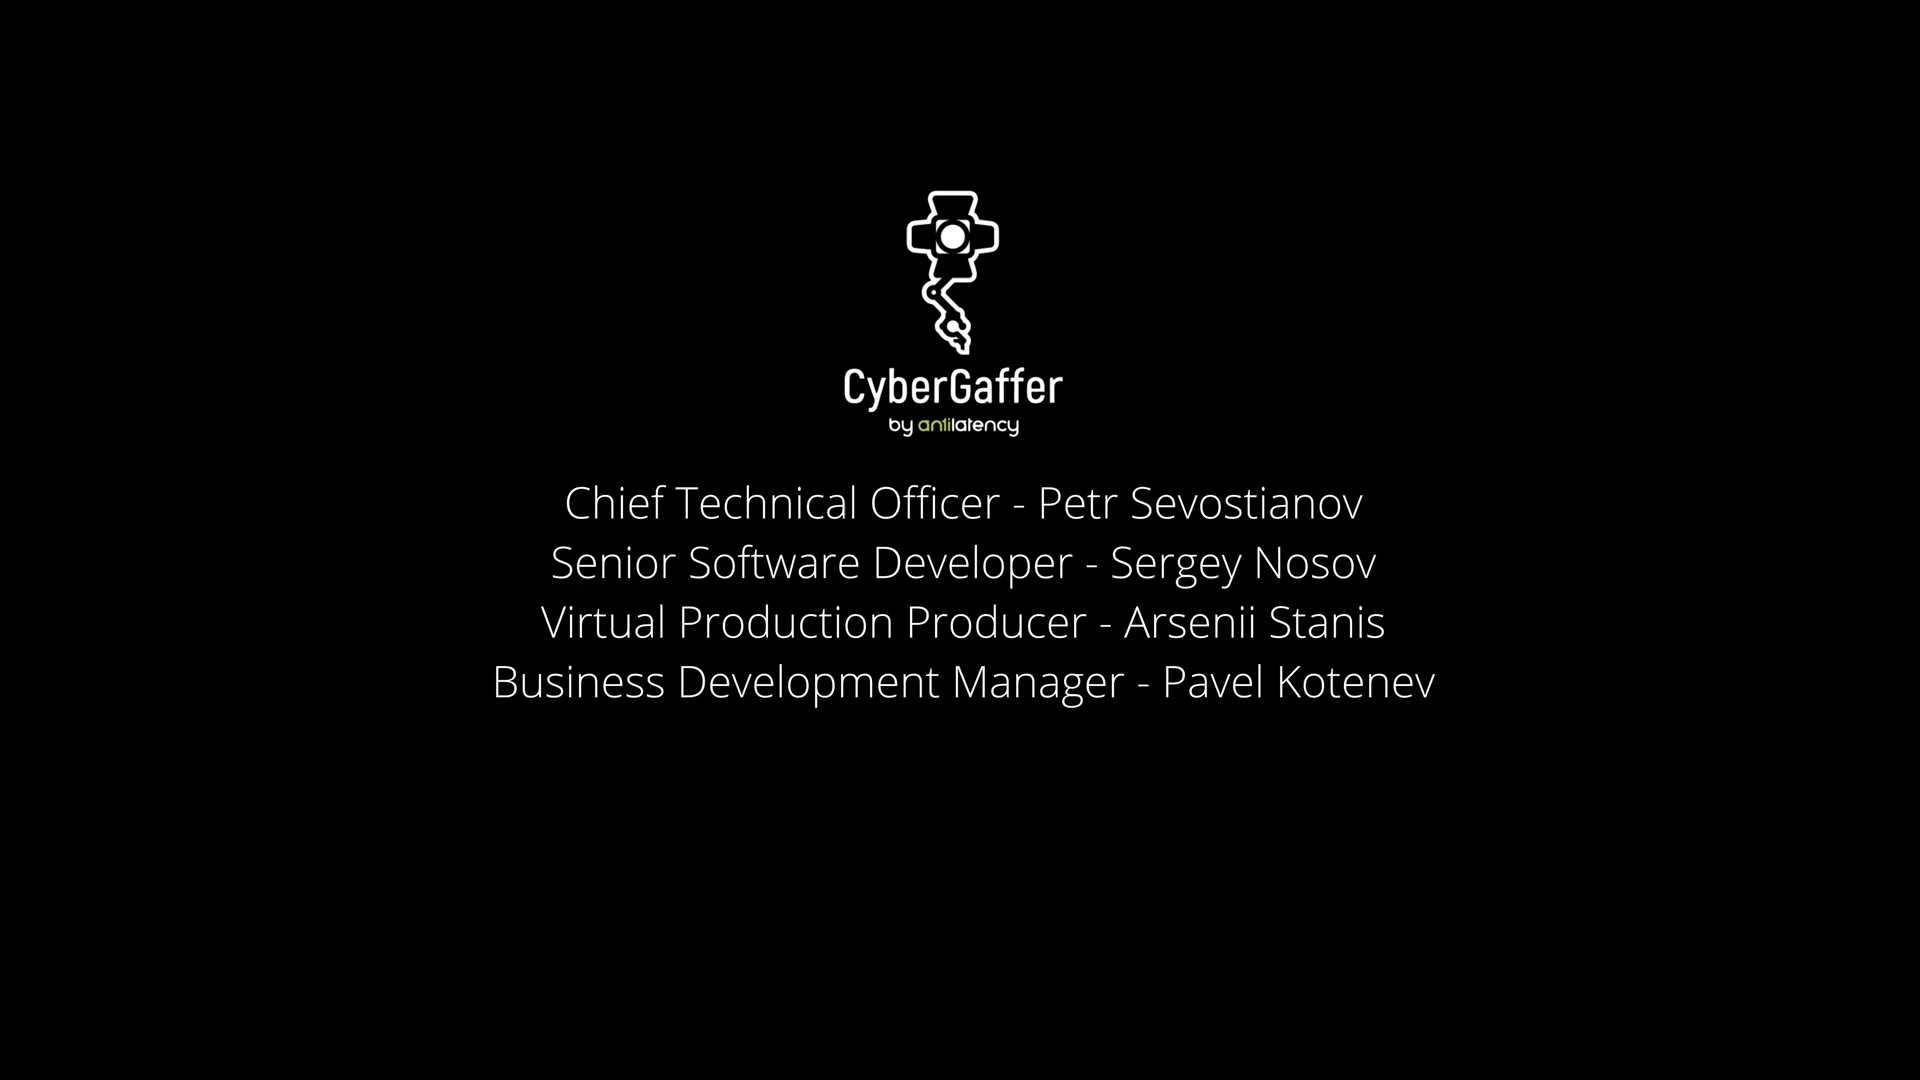 CyberGaffer
by antilatency
Chief Technical Officer - Petr Sevostianov
Senior Software Developer - Sergey Nosov
Virtual Production Producer - Arsenii Stanis
Business Development Manager - Pavel Kotenev